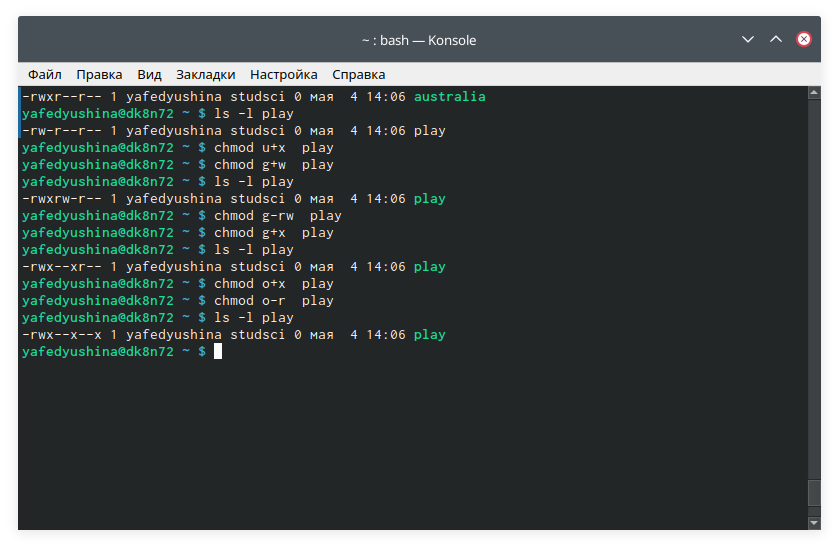 ~ : bash — Konsole
Файл Правка Вид Закладки Настройка Справка
-rwxr--r-- 1 yafedyushina studsci 0 мая  4 14:06 australia
yafedyushina@dk8n72 ~ $ ls -l play
-rw-r--r-- 1 yafedyushina studsci 0 мая  4 14:06 play
yafedyushina@dk8n72 ~ $ chmod u+x  play
yafedyushina@dk8n72 ~ $ chmod g+w  play
yafedyushina@dk8n72 ~ $ ls -l play
-rwxrw-r-- 1 yafedyushina studsci 0 мая  4 14:06 play
yafedyushina@dk8n72 ~ $ chmod g-rw  play
yafedyushina@dk8n72 ~ $ chmod g+x  play
yafedyushina@dk8n72 ~ $ ls -l play
-rwx--xr-- 1 yafedyushina studsci 0 мая  4 14:06 play
yafedyushina@dk8n72 ~ $ chmod o+x  play
yafedyushina@dk8n72 ~ $ chmod o-r  play
yafedyushina@dk8n72 ~ $ ls -l play
-rwx--x--x 1 yafedyushina studsci 0 мая  4 14:06 play
yafedyushina@dk8n72 ~ $